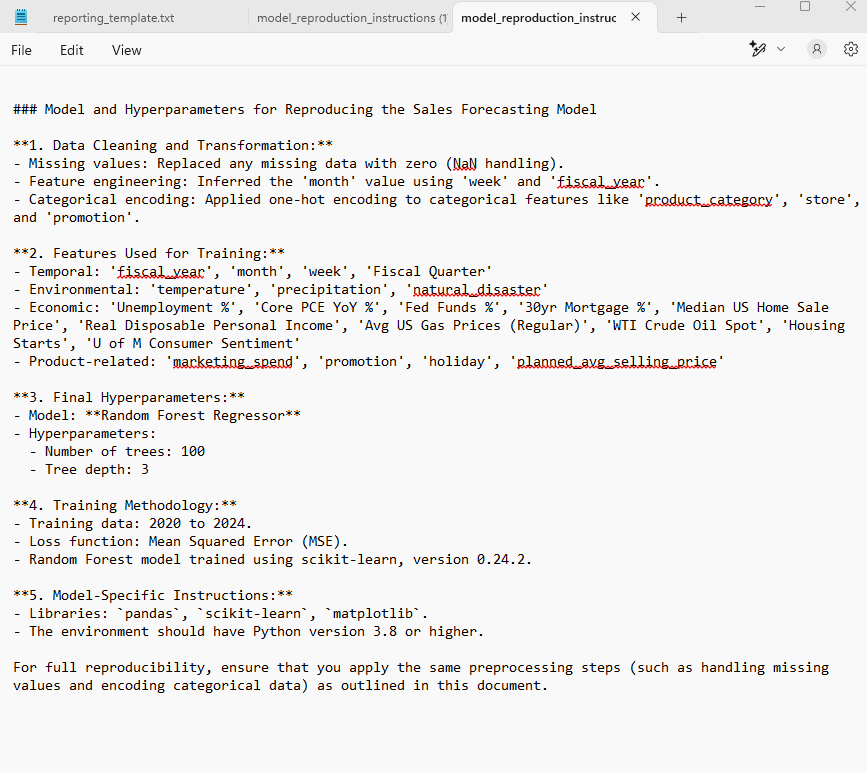 reporting_template.txt
model_reproduction_instructions (1
model_reproduction_instruc
File Edit View
### Model and Hyperparameters for Reproducing the Sales Forecasting Model
**1. Data Cleaning and Transformation:**
- Missing values: Replaced any missing data with zero (NaN handling).
- Feature engineering: Inferred the 'month' value using 'week' and 'fiscal_year'.
- Categorical encoding: Applied one-hot encoding to categorical features like 'product_category', 'store',
and 'promotion'.
**2. Features Used for Training:**
- Temporal: 'fiscal_year', 'month', 'week', 'Fiscal Quarter'
- Environmental: 'temperature', 'precipitation', 'natural_disaster'
- Economic: 'Unemployment %', 'Core PCE YoY %', 'Fed Funds %', '30yr Mortgage %', 'Median US Home Sale
Price', 'Real Disposable Personal Income', 'Avg US Gas Prices (Regular)', 'WTI Crude Oil Spot', 'Housing
Starts', 'U of M Consumer Sentiment'
- Product-related: 'marketing_spend', 'promotion', 'holiday', 'planned_avg_selling_price'
**3. Final Hyperparameters:**
- Model: **Random Forest Regressor**
- Hyperparameters:
  - Number of trees: 100
  - Tree depth: 3
**4. Training Methodology:**
- Training data: 2020 to 2024.
- Loss function: Mean Squared Error (MSE).
- Random Forest model trained using scikit-learn, version 0.24.2.
**5. Model-Specific Instructions:**
- Libraries: `pandas`, `scikit-learn`, `matplotlib`.
- The environment should have Python version 3.8 or higher.
For full reproducibility, ensure that you apply the same preprocessing steps (such as handling missing
values and encoding categorical data) as outlined in this document.